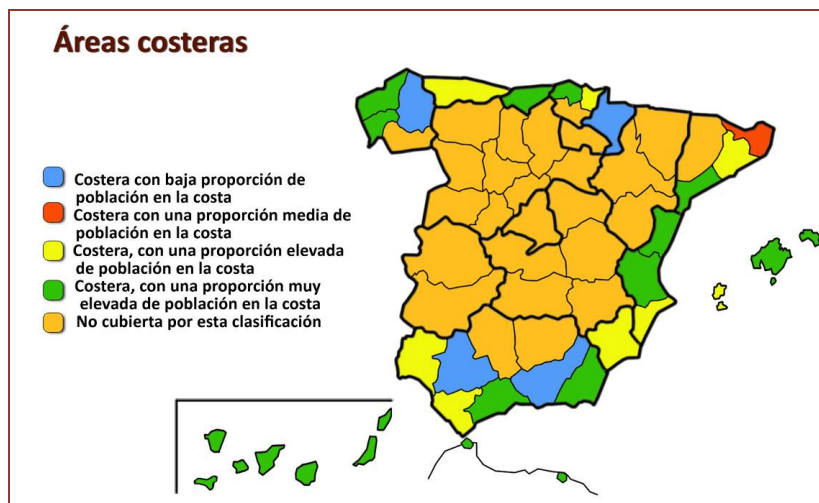 Áreas costeras
Costera con baja proporción de
población en la costa
Costera con una proporción media de
población en la costa
Costera, con una proporción elevada
de población en la costa
Costera, con una proporción muy
elevada de población en la costa
No cubierta por esta clasificación